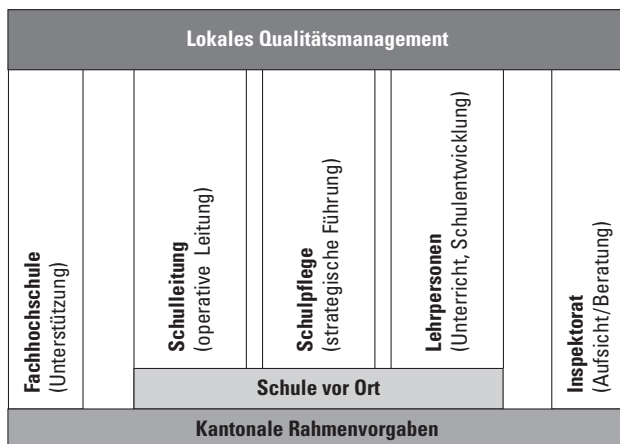 Lokales Qualitätsmanagement
Fachhochschule
(Unterstützung)
Schulleitung
(operative Leitung)
Schulpflege
(strategische Führung)
Lehrpersonen
(Unterricht, Schulentwicklung)
Inspektorat
(Aufsicht/Beratung)
Schule vor Ort
Kantonale Rahmenvorgaben